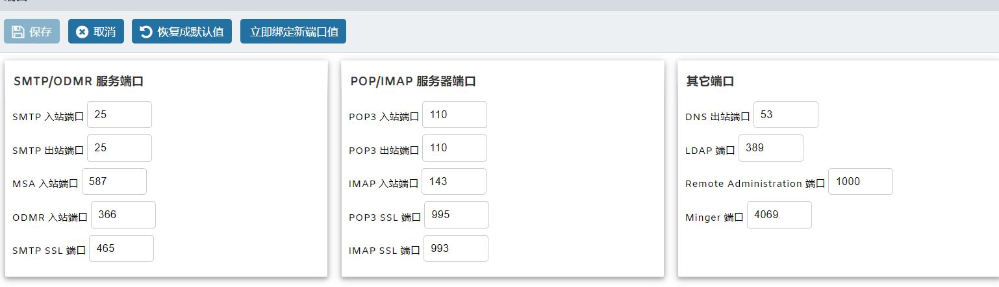 保存 取消 恢复成默认值 立即绑定新端口值
SMTP/ODMR 服务端口
SMTP 入站端口 25
SMTP 出站端口 25
MSA 入站端口 587
ODMR 入站端口 366
SMTP SSL 端口 465
POP/IMAP 服务器端口
POP3 入站端口 110
POP3 出站端口 110
IMAP 入站端口 143
POP3 SSL 端口 995
IMAP SSL 端口 993
其它端口
DNS 出站端口 53
LDAP 端口 389
Remote Administration 端口 1000
Minger 端口 4069